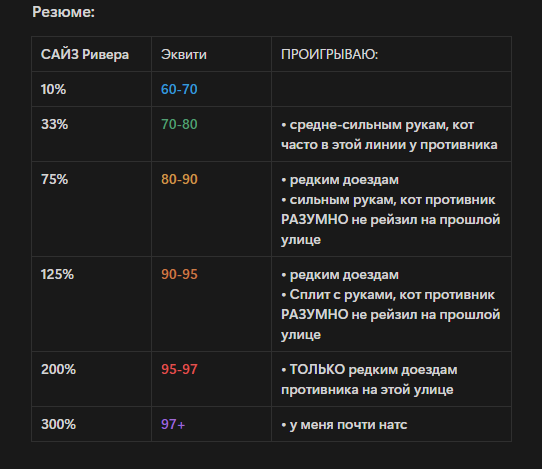 Резюме:
САЙЗ Ривера Эквити ПРОИГРЫВАЮ:
10% 60-70
33% 70-80 • средне-сильным рукам, кот
часто в этой линии у противника
75% 80-90 • редким доездам
• сильным рукам, кот противник
РАЗУМНО не рейзил на прошлой
улице
125% 90-95 • редким доездам
• Сплит с руками, кот противник
РАЗУМНО не рейзил на прошлой
улице
200% 95-97 • ТОЛЬКО редким доездам
противника на этой улице
300% 97+ • у меня почти натс